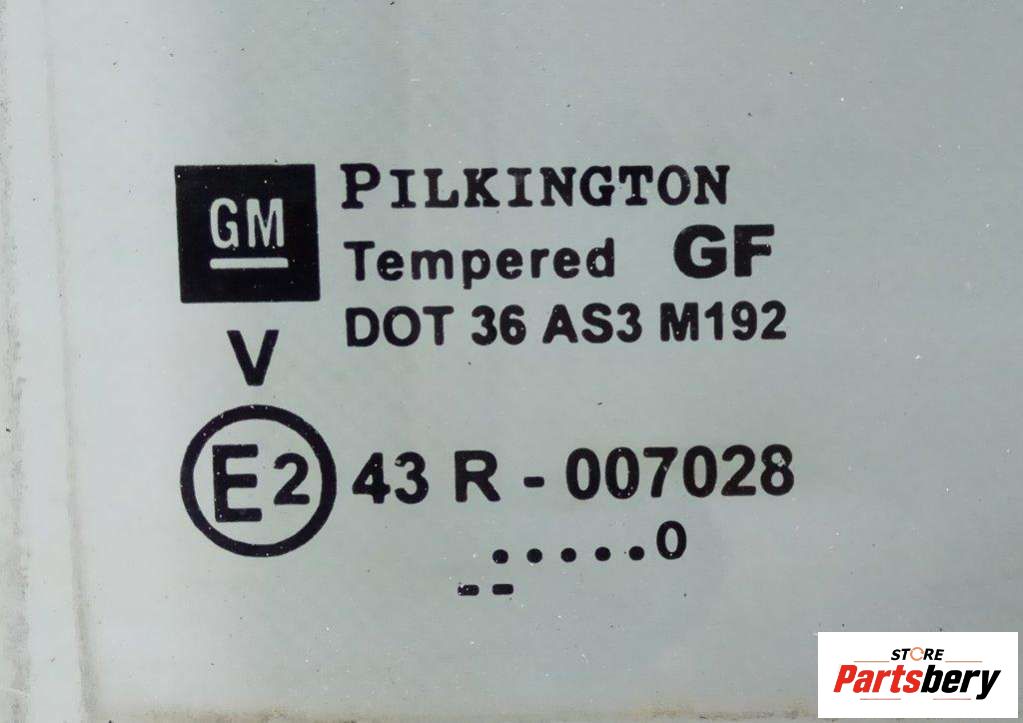 GM
PILKINGTON
Tempered GF
DOT 36 AS3 M192
V
E2 43 R - 007028
.....0
--
STORE
Partsbery